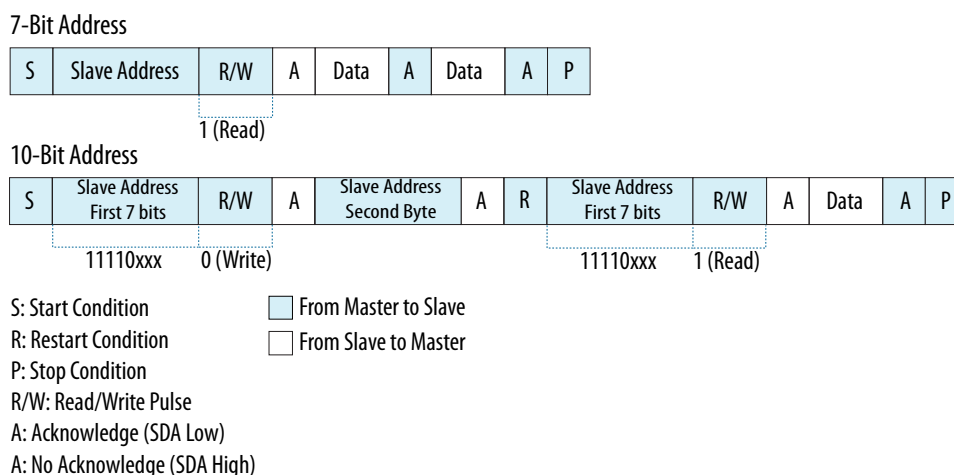 7-Bit Address
S Slave Address R/W A Data A Data A P
1 (Read)
10-Bit Address
S Slave Address First 7 bits R/W A Slave Address Second Byte A R Slave Address First 7 bits R/W A Data A P
11110xxx 0 (Write) 11110xxx 1 (Read)
S: Start Condition
From Master to Slave
R: Restart Condition
From Slave to Master
P: Stop Condition
R/W: Read/Write Pulse
A: Acknowledge (SDA Low)
A: No Acknowledge (SDA High)